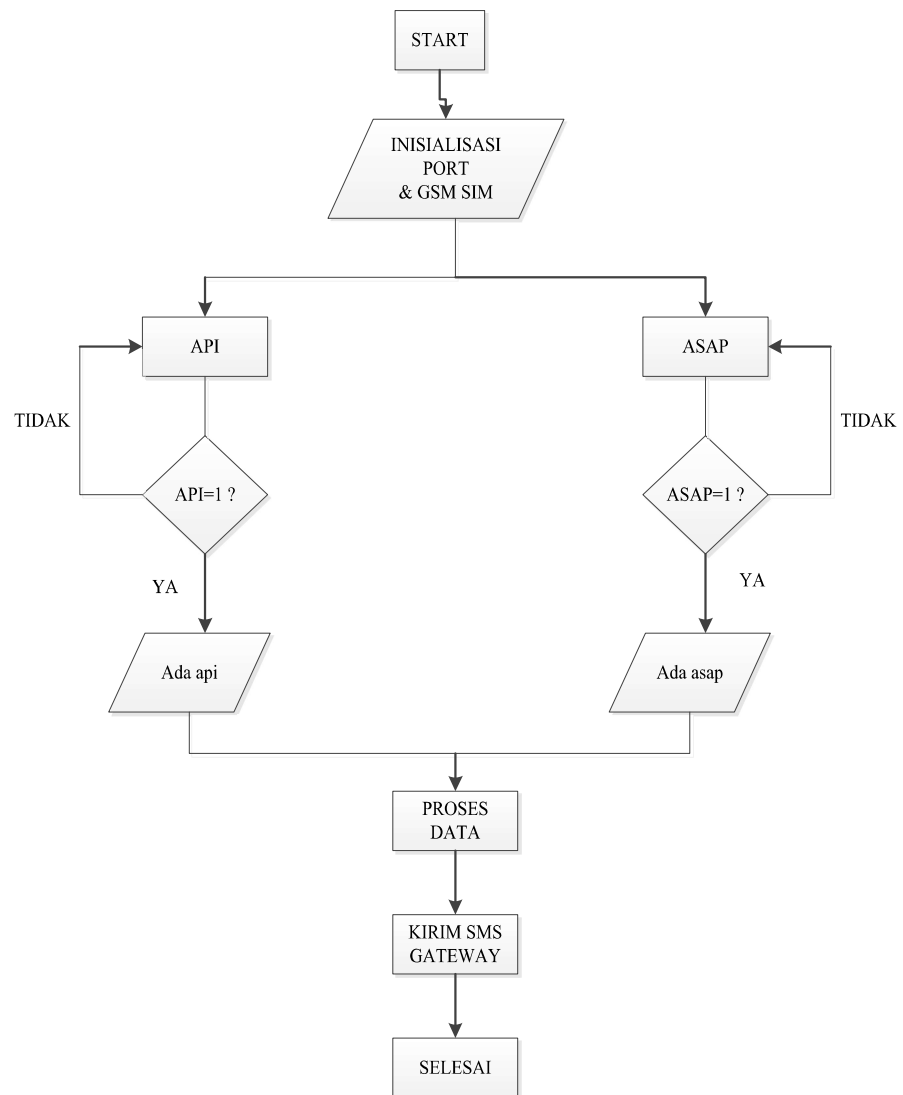 START
INISIALISASI
PORT
& GSM SIM
API
ASAP
TIDAK
TIDAK
API=1 ?
ASAP=1 ?
YA
YA
Ada api
Ada asap
PROSES
DATA
KIRIM SMS
GATEWAY
SELESAI